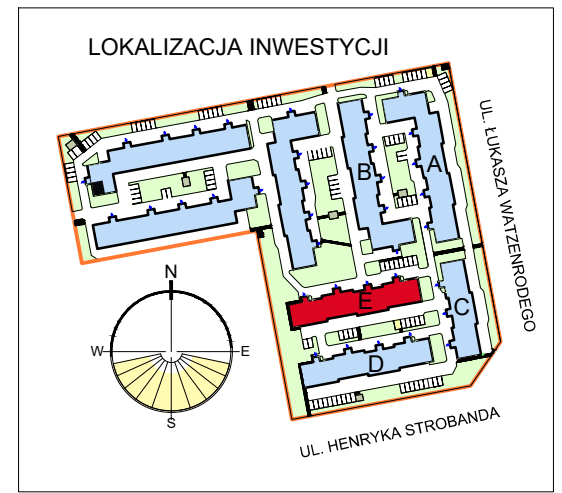 LOKALIZACJA INWESTYCJI
UL. ŁUKASZA WATZENRODEGO
B
A
E
C
D
N
W
E
S
UL. HENRYKA STROBANDA